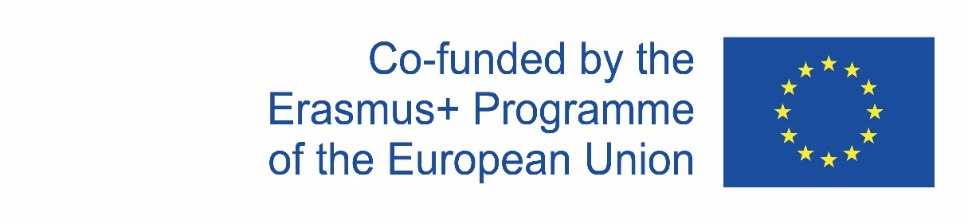 Co-funded by the
Erasmus+ Programme
of the European Union